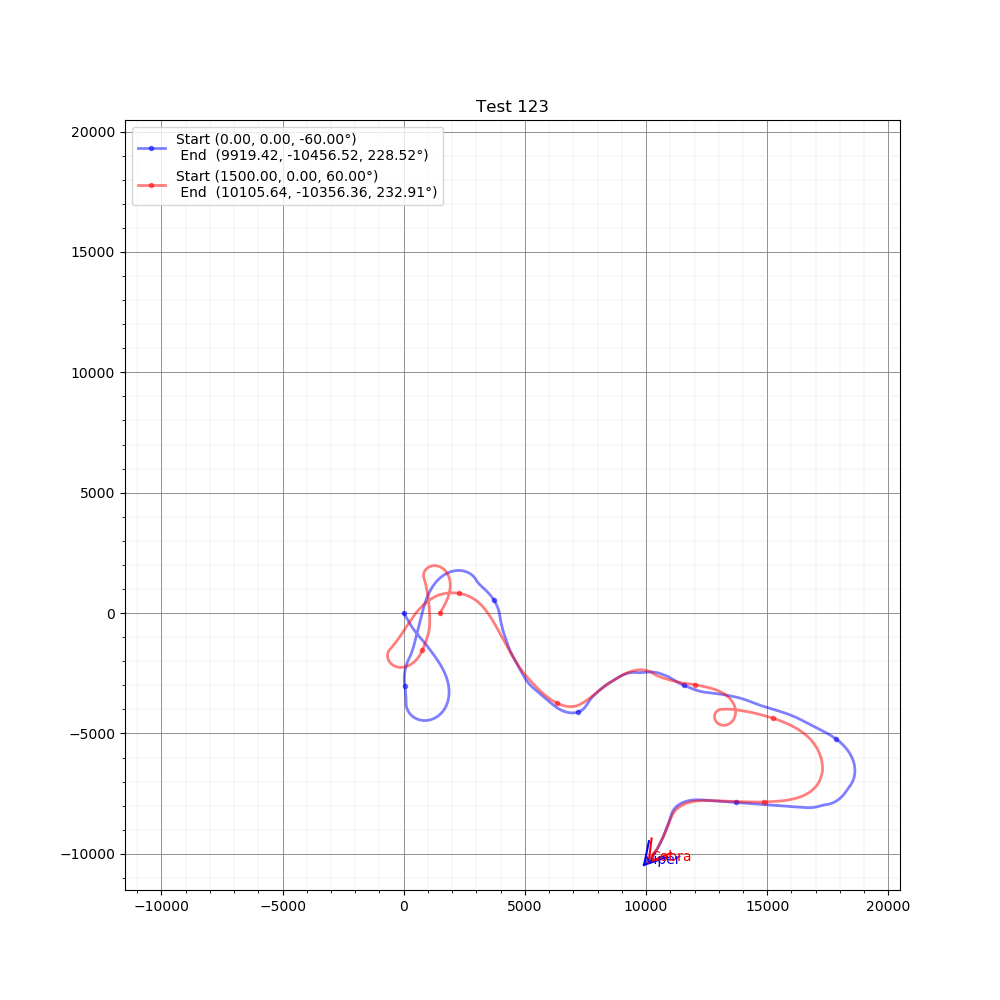 Test 123
Start (0.00, 0.00, -60.00°)
End (9919.42, -10456.52, 228.52°)
Start (1500.00, 0.00, 60.00°)
End (10105.64, -10356.36, 232.91°)
20000
15000
10000
5000
0
−5000
−10000
−10000 −5000 0 5000 10000 15000 20000